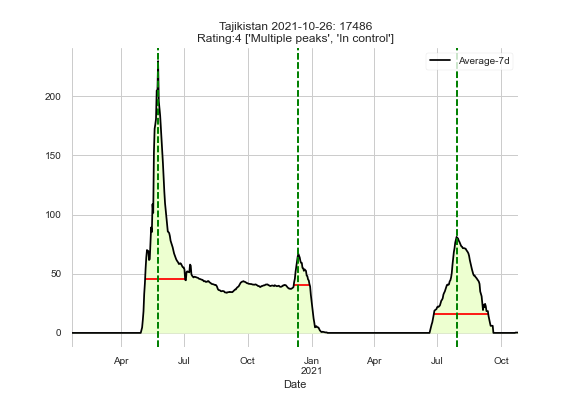 Tajikistan 2021-10-26: 17486
Rating:4 ['Multiple peaks', 'In control']
Average-7d
200
150
100
50
0
Apr Jul Oct Jan Apr Jul Oct
2021
Date